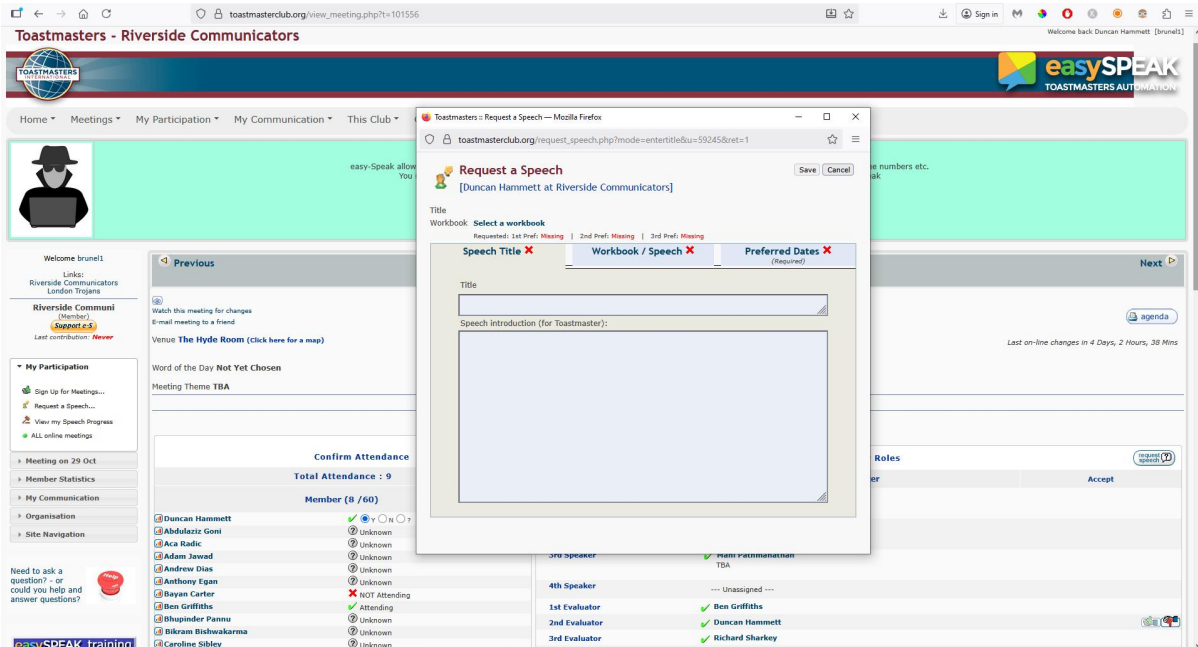 toastmasterclub.org/view_meeting.php?t=101556
Sign in
Toastmasters - Riverside Communicators
Welcome back Duncan Hammett [brunel1]
TOASTMASTERS
INTERNATIONAL
easySPEAK
TOASTMASTERS AUTOMATION
Home Meetings My Participation My Communication This Club
easy-Speak allow
You
e numbers etc.
ak
Toastmasters :: Request a Speech — Mozilla Firefox
toastmasterclub.org/request_speech.php?mode=entertitle&u=59245&ret=1
Request a Speech
Save Cancel
[Duncan Hammett at Riverside Communicators]
Title
Workbook Select a workbook
Requested: 1st Pref: Missing | 2nd Pref: Missing | 3rd Pref: Missing
Speech Title Workbook / Speech Preferred Dates
(Required)
Title
Speech introduction (for Toastmaster):
Welcome brunel1
Links:
Riverside Communicators
London Trojans
Riverside Communi
(Member)
Support e-S
Last contribution: Never
My Participation
Sign Up for Meetings...
Request a Speech...
View my Speech Progress
ALL online meetings
Meeting on 29 Oct
Member Statistics
My Communication
Organisation
Site Navigation
Need to ask a
question? - or
could you help and
answer questions?
Help
easySPEAK training
Previous
Next
Watch this meeting for changes
E-mail meeting to a friend
agenda
Venue The Hyde Room (Click here for a map)
Last on-line changes in 4 Days, 2 Hours, 38 Mins
Word of the Day Not Yet Chosen
Meeting Theme TBA
Confirm Attendance
Total Attendance : 9
Member (8 /60)
Duncan Hammett Y N ?
Abdulaziz Goni Unknown
Aca Radic Unknown
Adam Jawad Unknown
Andrew Dias Unknown
Anthony Egan Unknown
Bayan Carter NOT Attending
Ben Griffiths Attending
Bhupinder Pannu Unknown
Bikram Bishwakarma Unknown
Caroline Sibley Unknown
Roles
request speech
er
Accept
3rd Speaker Mani Pathmanathan
TBA
4th Speaker --- Unassigned ---
1st Evaluator Ben Griffiths
2nd Evaluator Duncan Hammett
3rd Evaluator Richard Sharkey